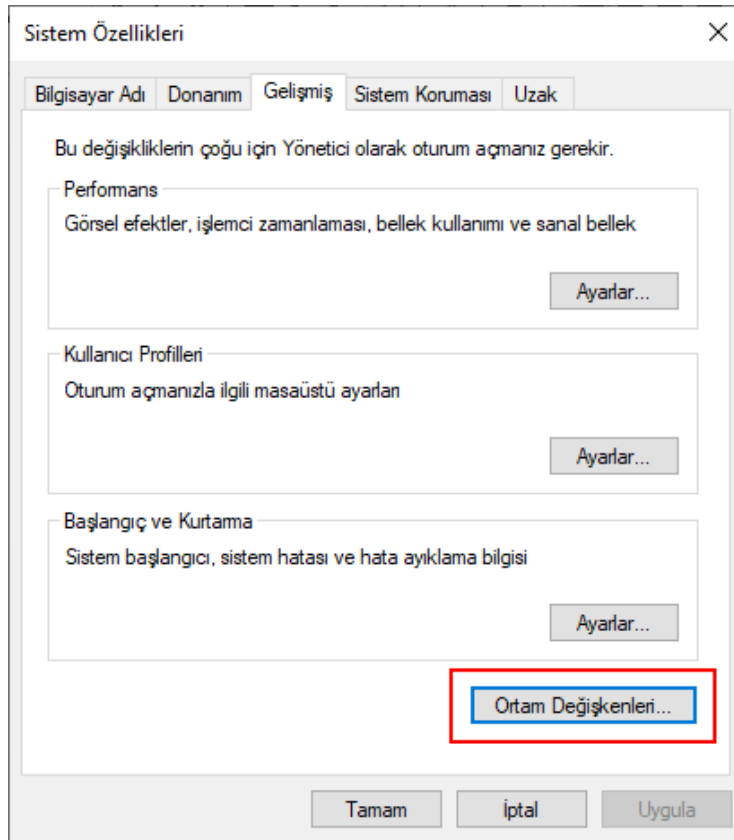 Sistem Özellikleri
Bilgisayar Adı Donanım Gelişmiş Sistem Koruması Uzak
Bu değişikliklerin çoğu için Yönetici olarak oturum açmanız gerekir.
Performans
Görsel efektler, işlemci zamanlaması, bellek kullanımı ve sanal bellek
Ayarlar...
Kullanıcı Profilleri
Oturum açmanızla ilgili masaüstü ayarları
Ayarlar...
Başlangıç ve Kurtarma
Sistem başlangıcı, sistem hatası ve hata ayıklama bilgisi
Ayarlar...
Ortam Değişkenleri...
Tamam İptal Uygula